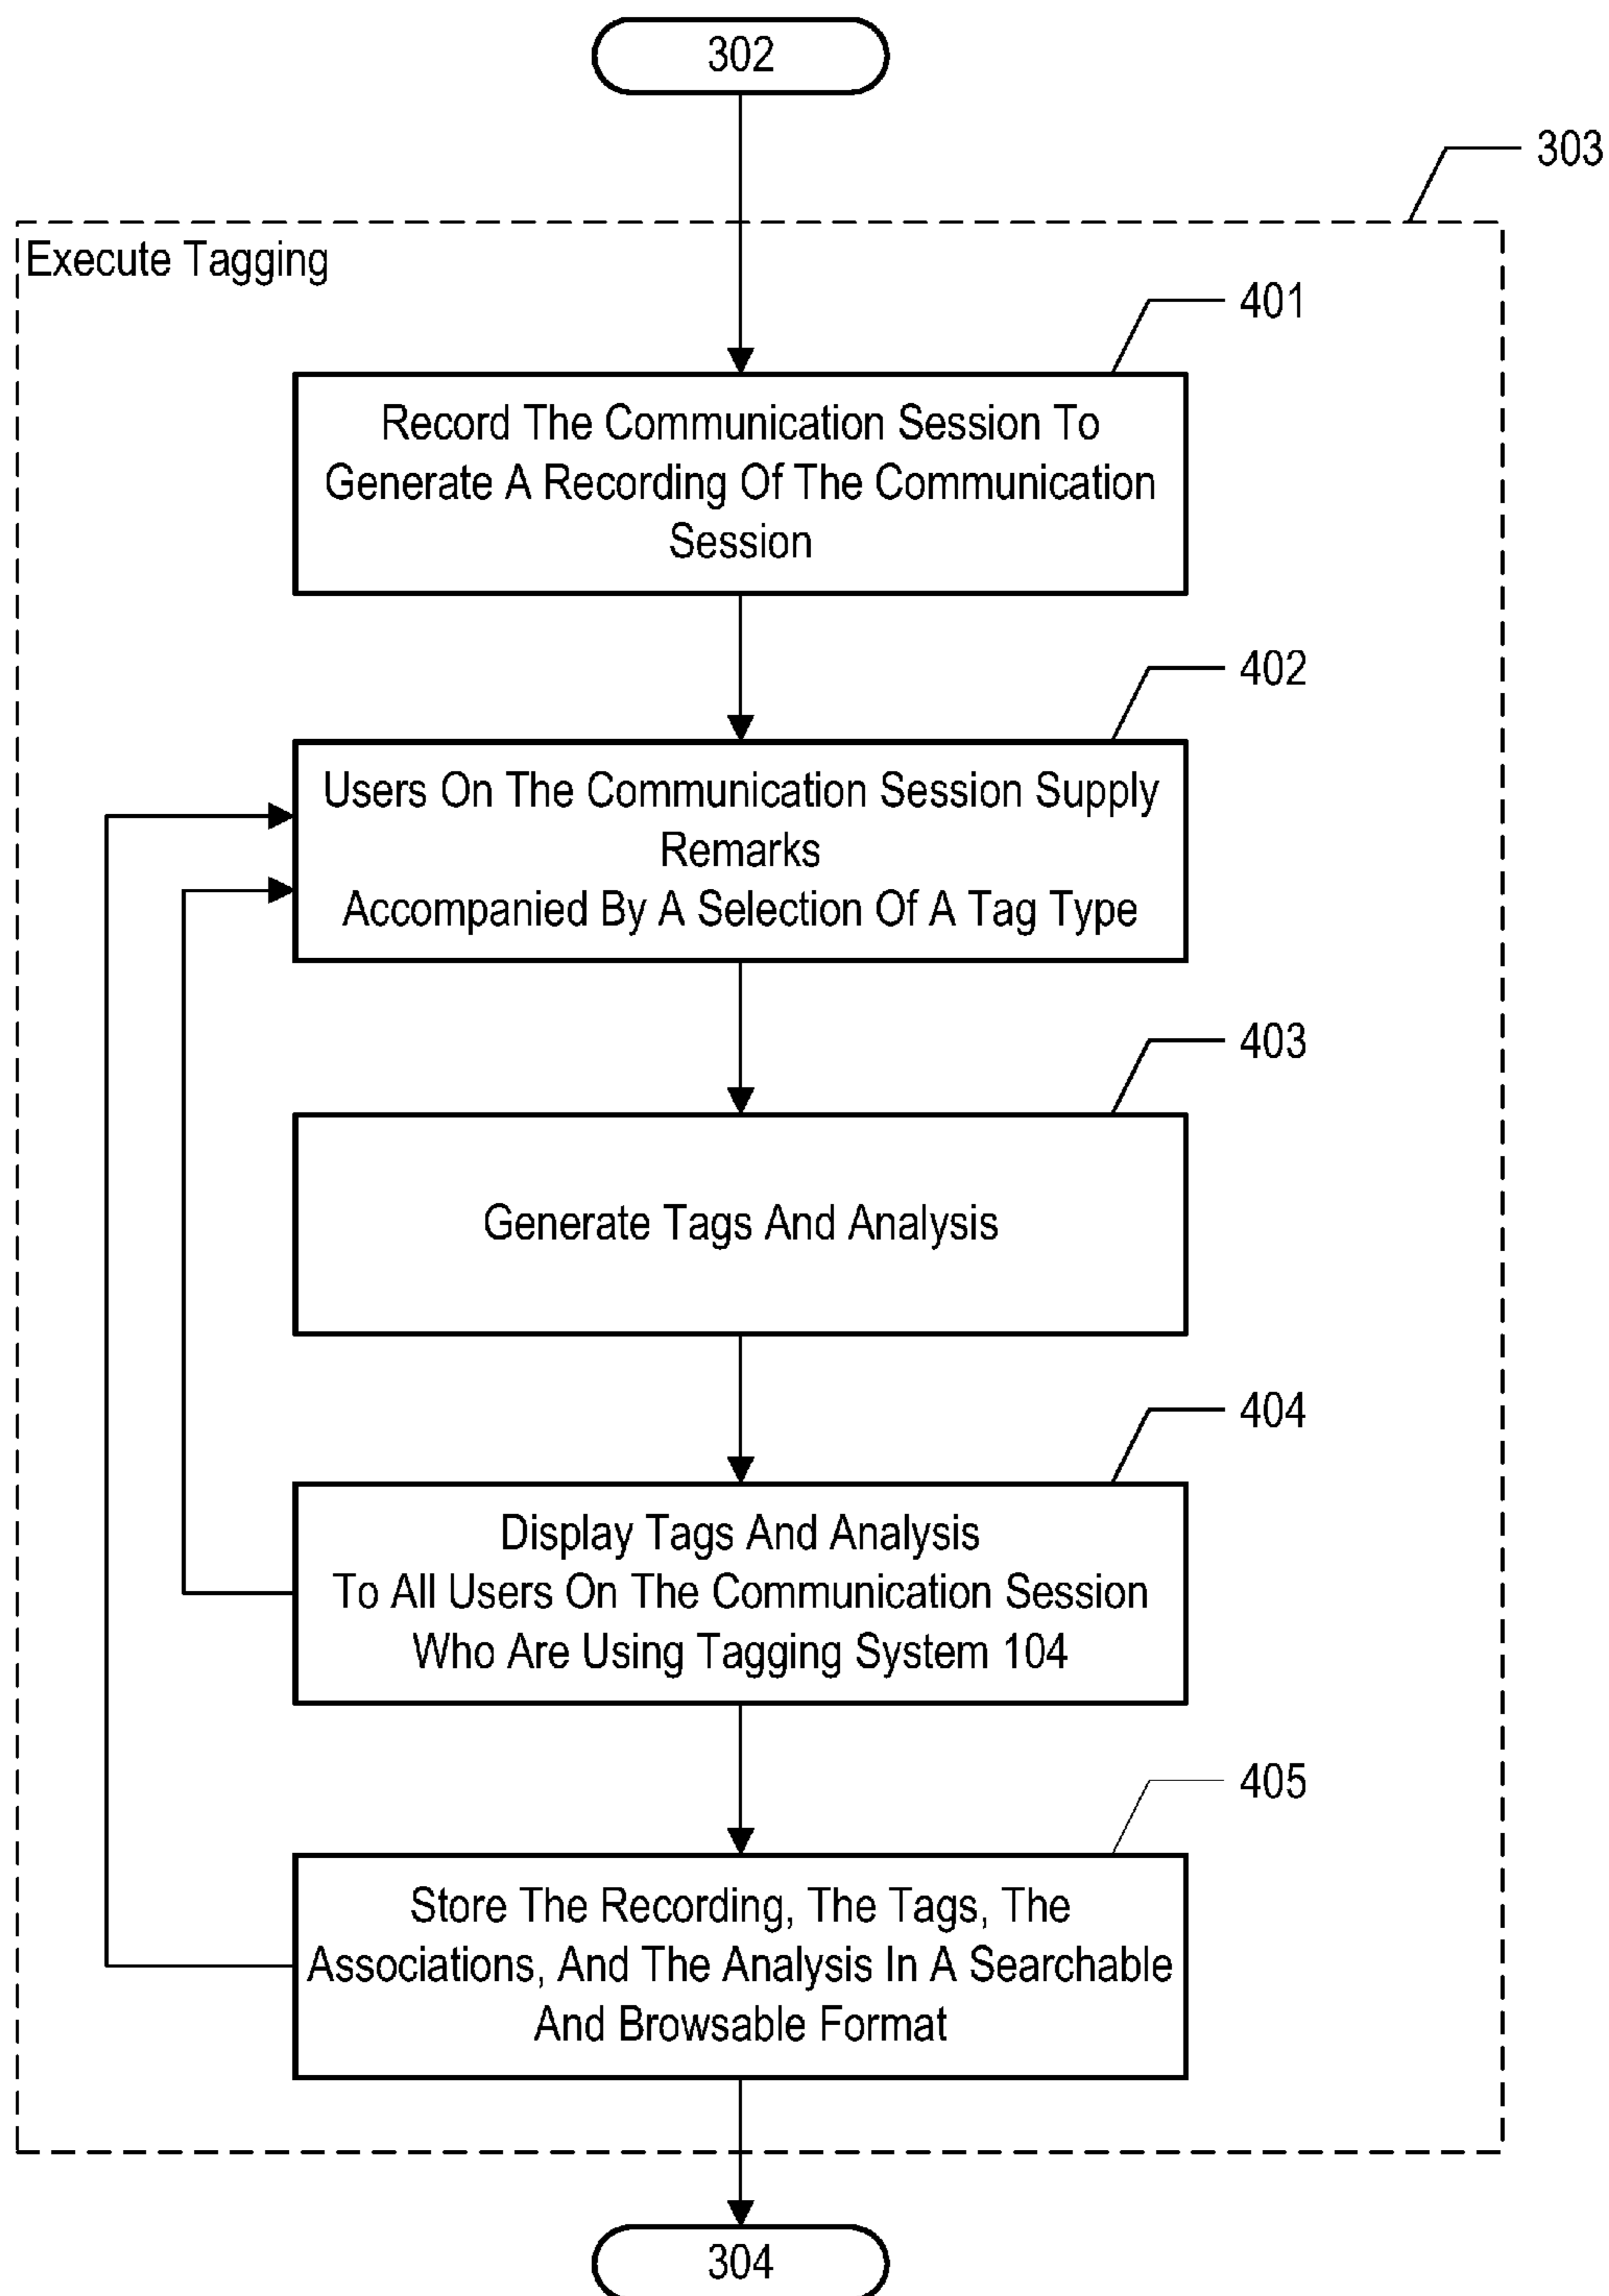 302
303
Execute Tagging
401
Record The Communication Session To
Generate A Recording Of The Communication
Session
402
Users On The Communication Session Supply
Remarks
Accompanied By A Selection Of A Tag Type
403
Generate Tags And Analysis
404
Display Tags And Analysis
To All Users On The Communication Session
Who Are Using Tagging System 104
405
Store The Recording, The Tags, The
Associations, And The Analysis In A Searchable
And Browsable Format
304